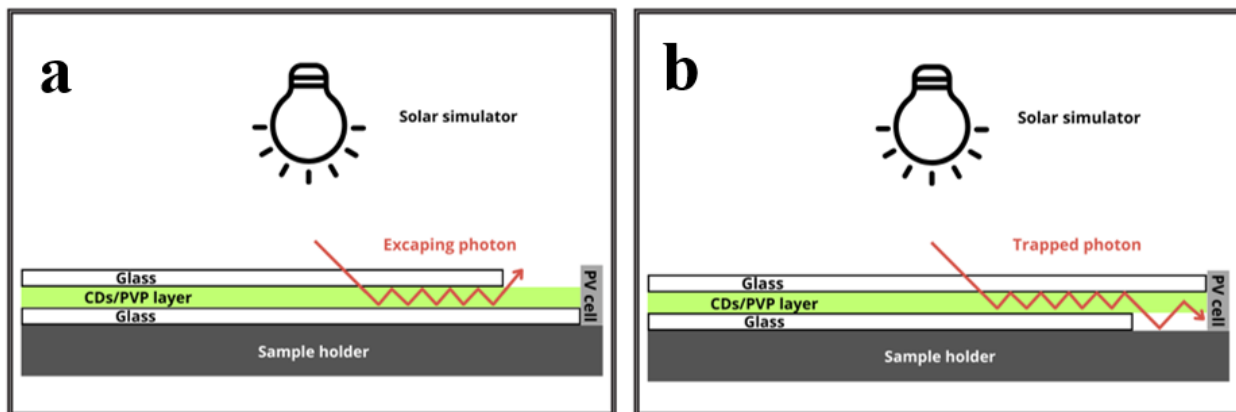 a
Solar simulator
Excaping photon
Glass
CDs/PVP layer
Glass
PV cell
Sample holder
b
Solar simulator
Trapped photon
Glass
CDs/PVP layer
Glass
PV cell
Sample holder